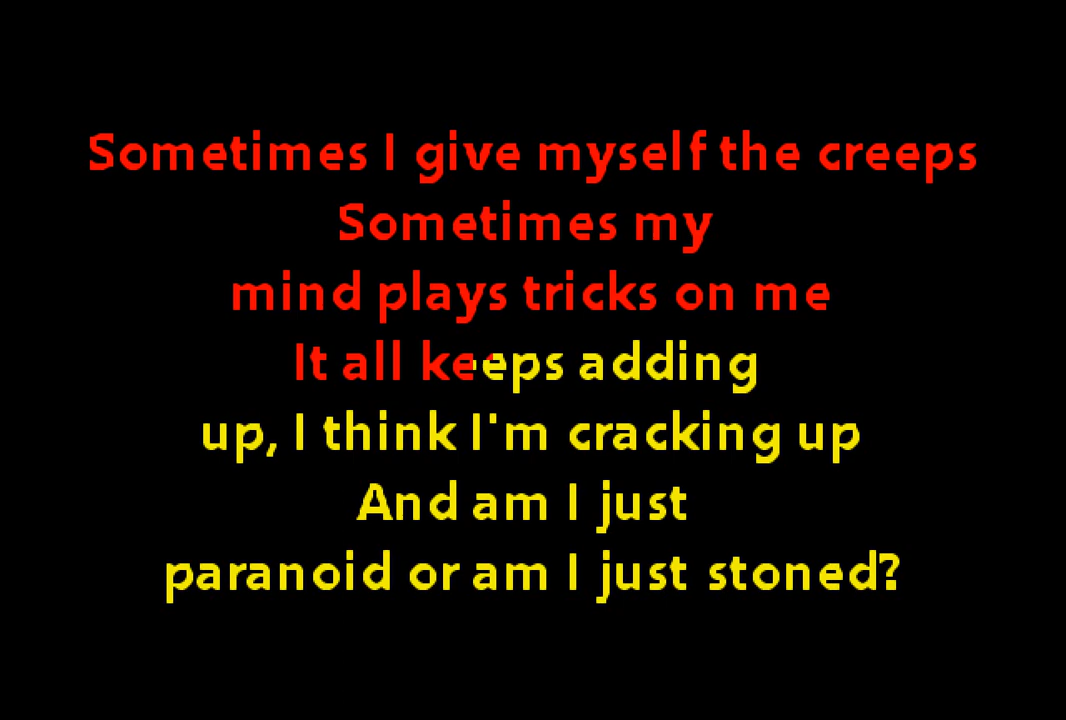 Sometimes I give myself the creeps
Sometimes my
mind plays tricks on me
It all keeps adding
up, I think I'm cracking up
And am I just
paranoid or am I just stoned?